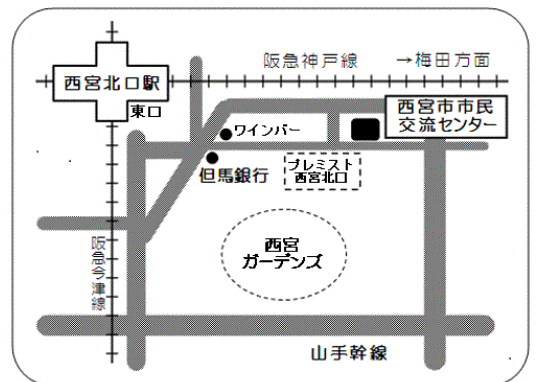 阪急神戸線　→梅田方面
西宮北口駅
東口
西宮市市民
交流センター
ワインバー
但馬銀行
プレミスト
西宮北口
西宮
ガーデンズ
阪急今津線
山手幹線